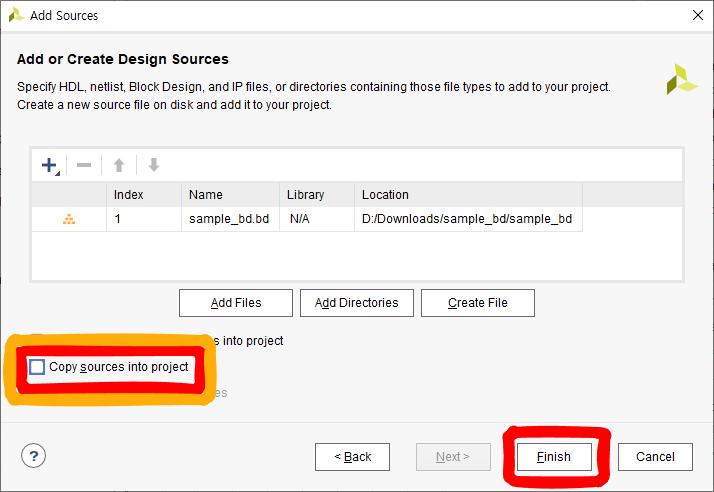 Add Sources
Add or Create Design Sources
Specify HDL, netlist, Block Design, and IP files, or directories containing those file types to add to your project.
Create a new source file on disk and add it to your project.
Index Name Library Location
1 sample_bd.bd N/A D:/Downloads/sample_bd/sample_bd
Add Files Add Directories Create File
s into project
Copy sources into project
es
? < Back Next > Finish Cancel